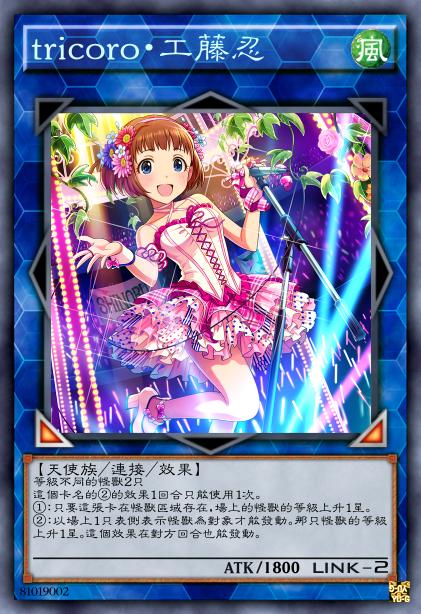 tricoro・工藤忍
風
SHINOBU
【天使族/連接/效果】
等級不同的怪獸2只
這個卡名的②的效果1回合只能使用1次。
①:只要這張卡在怪獸區域存在,場上的怪獸的等級上升1星。
②:以場上1只表側表示怪獸為對象才能發動。那只怪獸的等級
上升1星。這個效果在對方回合也能發動。
ATK/1800 LINK-2
81019002